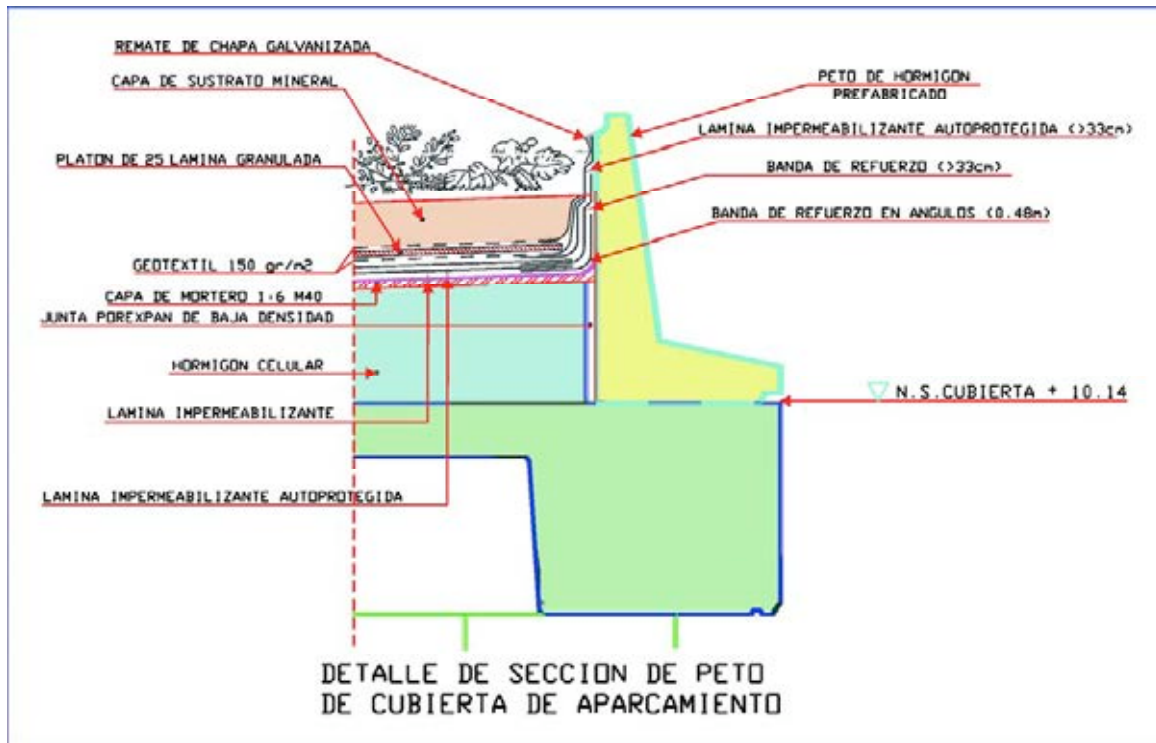 REMATE DE CHAPA GALVANIZADA
CAPA DE SUSTRATO MINERAL
PETO DE HORMIGON
PREFABRICADO
LAMINA IMPERMEABILIZANTE AUTOPROTEGIDA (>33cm)
PLATON DE 25 LAMINA GRANULADA
BANDA DE REFUERZO (>33cm)
BANDA DE REFUERZO EN ANGULOS (0.48m)
GEOTEXTIL 150 gr/m2
CAPA DE MORTERO 1:6 M40
JUNTA POREXPAN DE BAJA DENSIDAD
HORMIGON CELULAR
N.S.CUBIERTA + 10.14
LAMINA IMPERMEABILIZANTE
LAMINA IMPERMEABILIZANTE AUTOPROTEGIDA
DETALLE DE SECCION DE PETO
DE CUBIERTA DE APARCAMIENTO